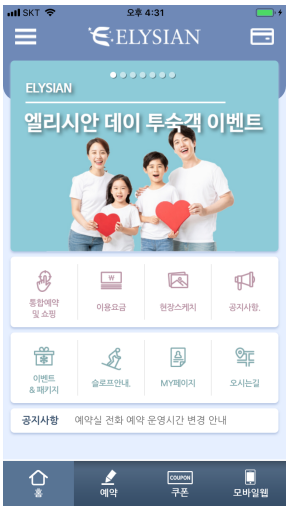 SKT 오후 4:31
ELYSIAN
ELYSIAN
엘리시안 데이 투숙객 이벤트
통합예약
및 쇼핑
이용요금
현장스케치
공지사항.
이벤트
& 패키지
슬로프안내.
MY페이지
오시는길
공지사항 예약실 전화 예약 운영시간 변경 안내
COUPON
홈 예약 쿠폰 모바일웹